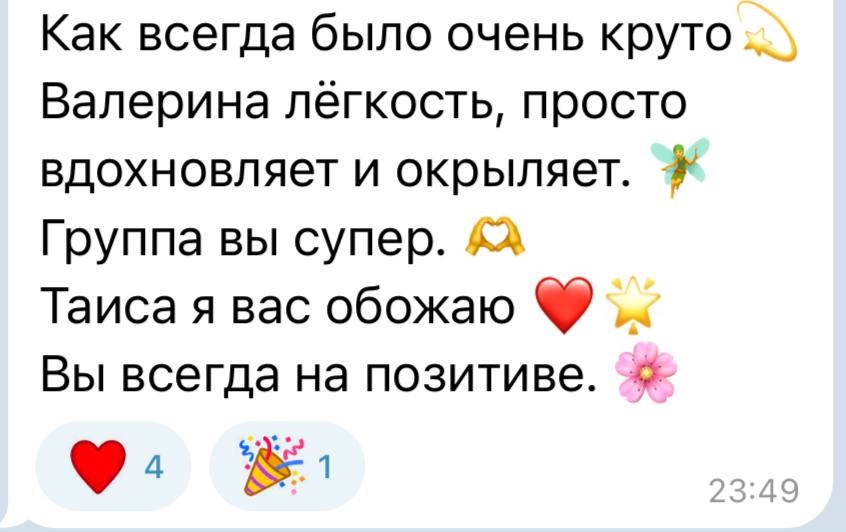 Как всегда было очень круто💫
Валерина лёгкость, просто
вдохновляет и окрыляет. 🧚‍♂️
Группа вы супер. 🫶
Таиса я вас обожаю ❤️🌟
Вы всегда на позитиве. 🌸
❤️ 4 🎉 1
23:49